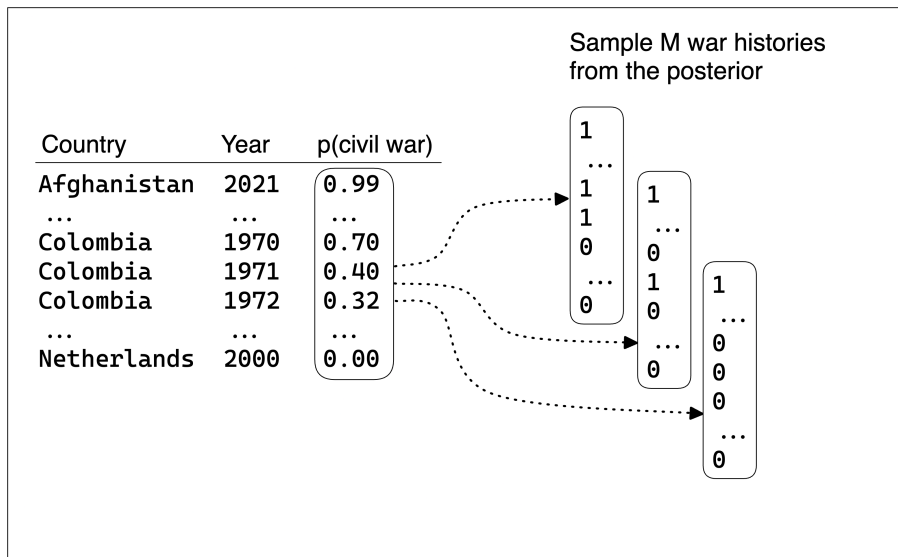 Sample M war histories
from the posterior
Country Year p(civil war)
Afghanistan 2021 0.99
... ... ...
Colombia 1970 0.70
Colombia 1971 0.40
Colombia 1972 0.32
... ... ...
Netherlands 2000 0.00
1
...
1
1
0
...
0
1
...
0
1
0
...
0
1
...
0
0
0
...
0